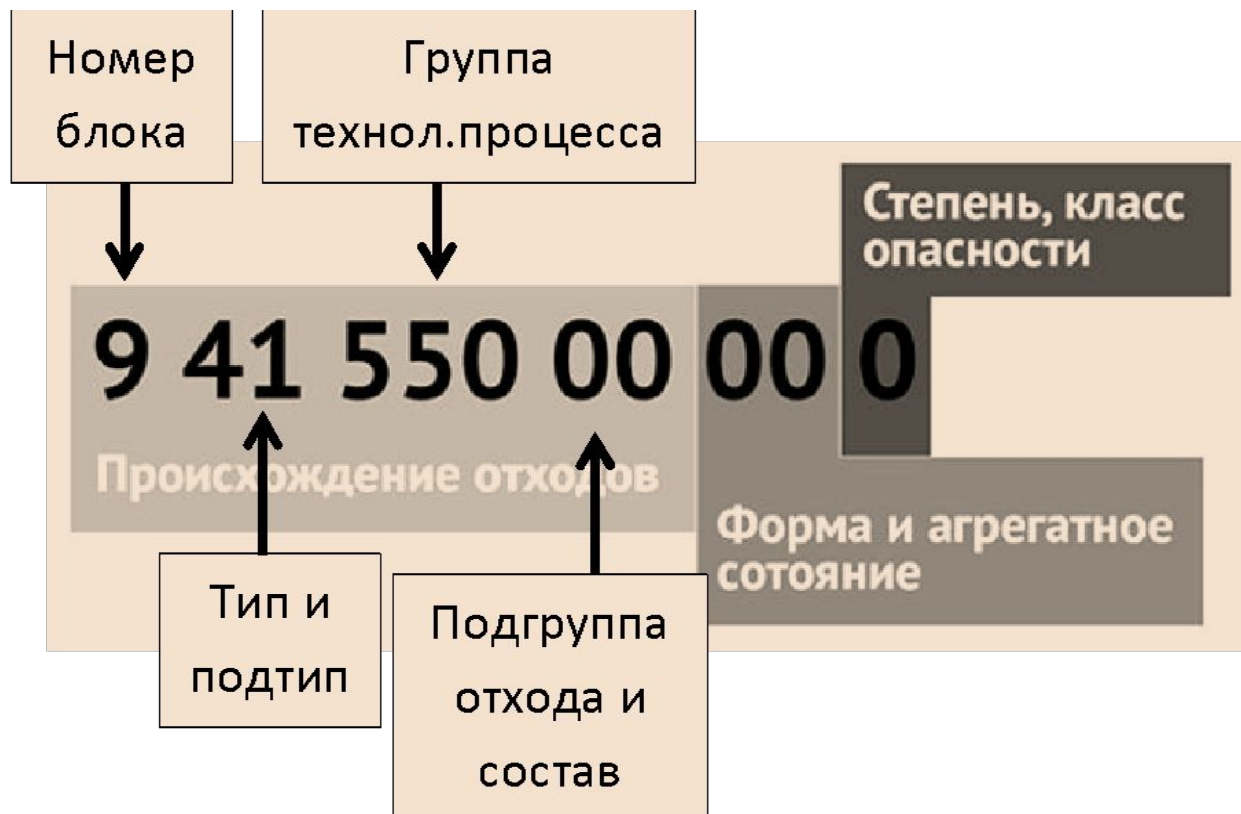 Номер
блока
Группа
технол.процесса
Степень, класс
опасности
9 41 550 00 00 0
Происхождение отходов
Форма и агрегатное
сотояние
Тип и
подтип
Подгруппа
отхода и
состав